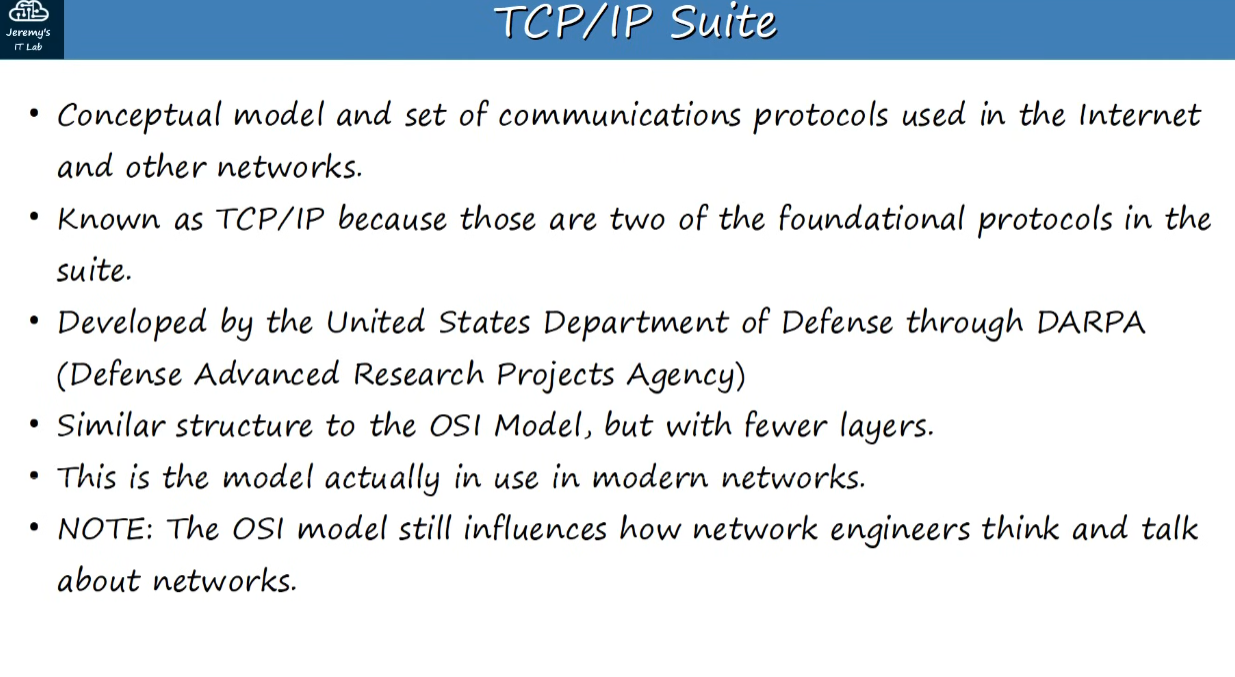 Jeremy's
IT Lab
TCP/IP Suite
• Conceptual model and set of communications protocols used in the Internet
and other networks.
• Known as TCP/IP because those are two of the foundational protocols in the
suite.
• Developed by the United States Department of Defense through DARPA
(Defense Advanced Research Projects Agency)
• Similar structure to the OSI Model, but with fewer layers.
• This is the model actually in use in modern networks.
• NOTE: The OSI model still influences how network engineers think and talk
about networks.